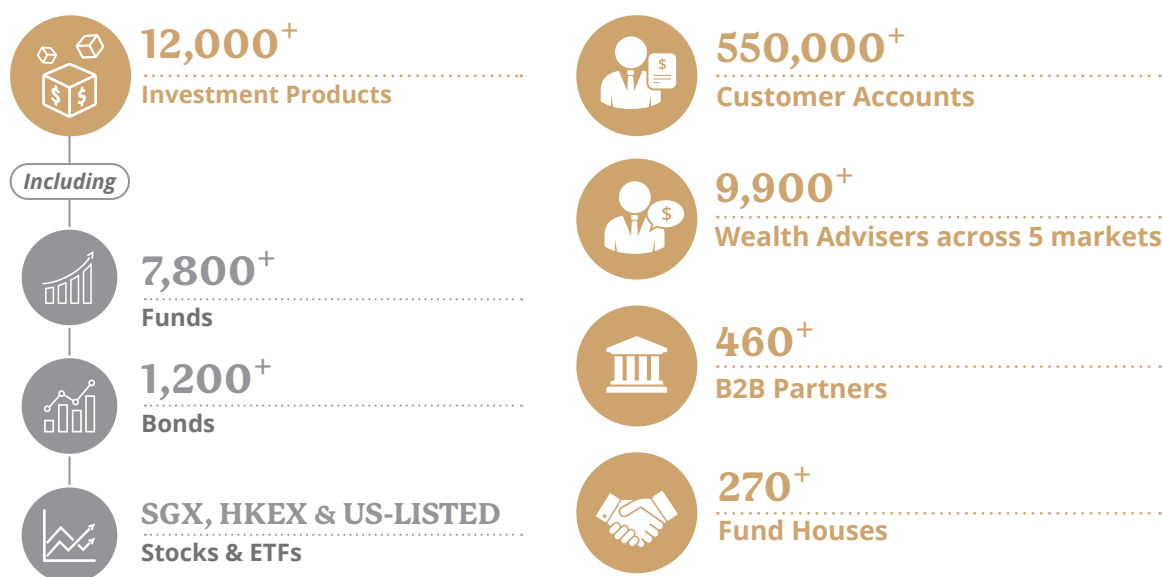 12,000+
Investment Products
Including
7,800+
Funds
1,200+
Bonds
SGX, HKEX & US-LISTED
Stocks & ETFs
550,000+
Customer Accounts
9,900+
Wealth Advisers across 5 markets
460+
B2B Partners
270+
Fund Houses